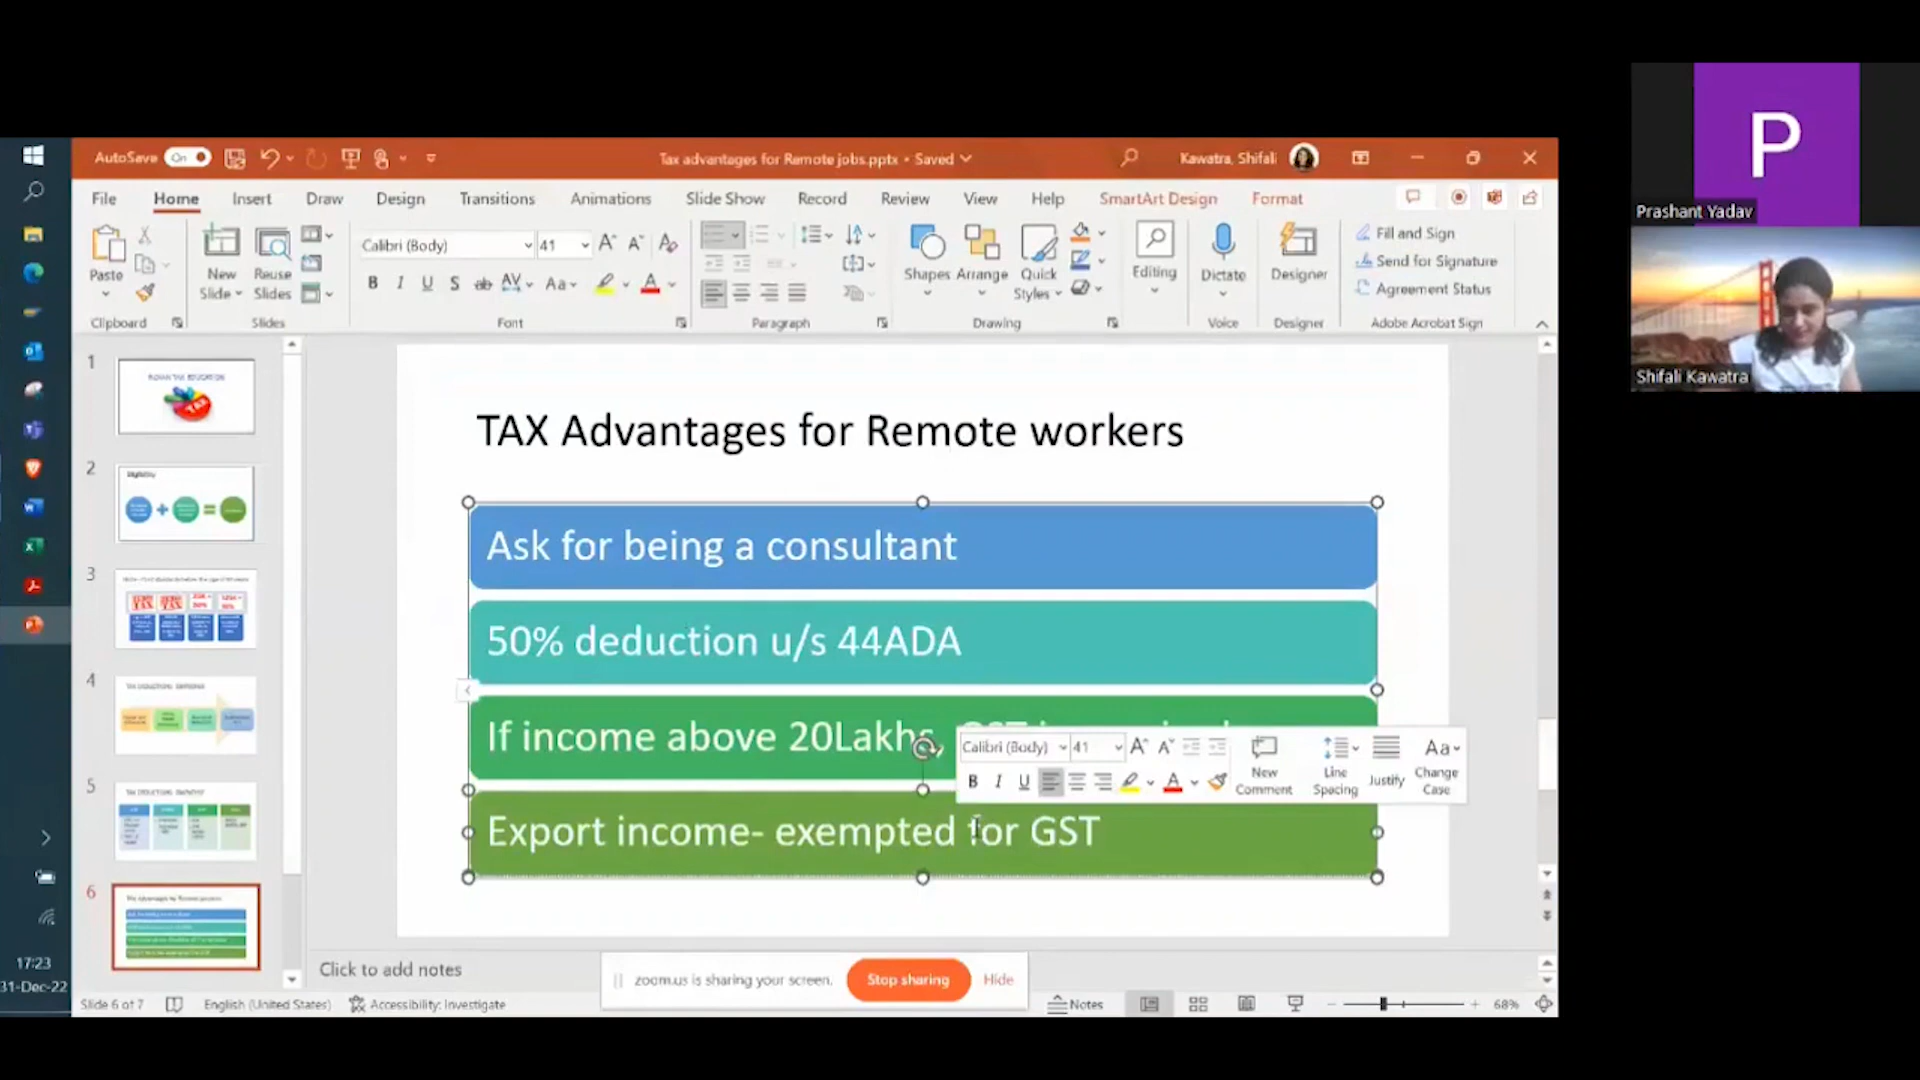 AutoSave On
Tax advantages for Remote jobs.pptx • Saved
Kawatra, Shifali
File Home Insert Draw Design Transitions Animations Slide Show Record Review View Help SmartArt Design Format
Paste
New Slide
Reuse Slides
Calibri (Body) 41
Shapes Arrange Quick Styles
Editing
Dictate
Designer
Fill and Sign
Send for Signature
Agreement Status
Clipboard Slides Font Paragraph Drawing Voice Designer Adobe Acrobat Sign
1
2
3
4
5
6
TAX Advantages for Remote workers
Ask for being a consultant
50% deduction u/s 44ADA
If income above 20Lakhs,
Calibri (Body) 41
B I U
New Comment
Line Spacing
Justify
Change Case
Export income- exempted for GST
Click to add notes
zoom.us is sharing your screen. Stop sharing Hide
17:23
31-Dec-22
Slide 6 of 7 English (United States) Accessibility: Investigate Notes 68%
P
Prashant Yadav
Shifali Kawatra